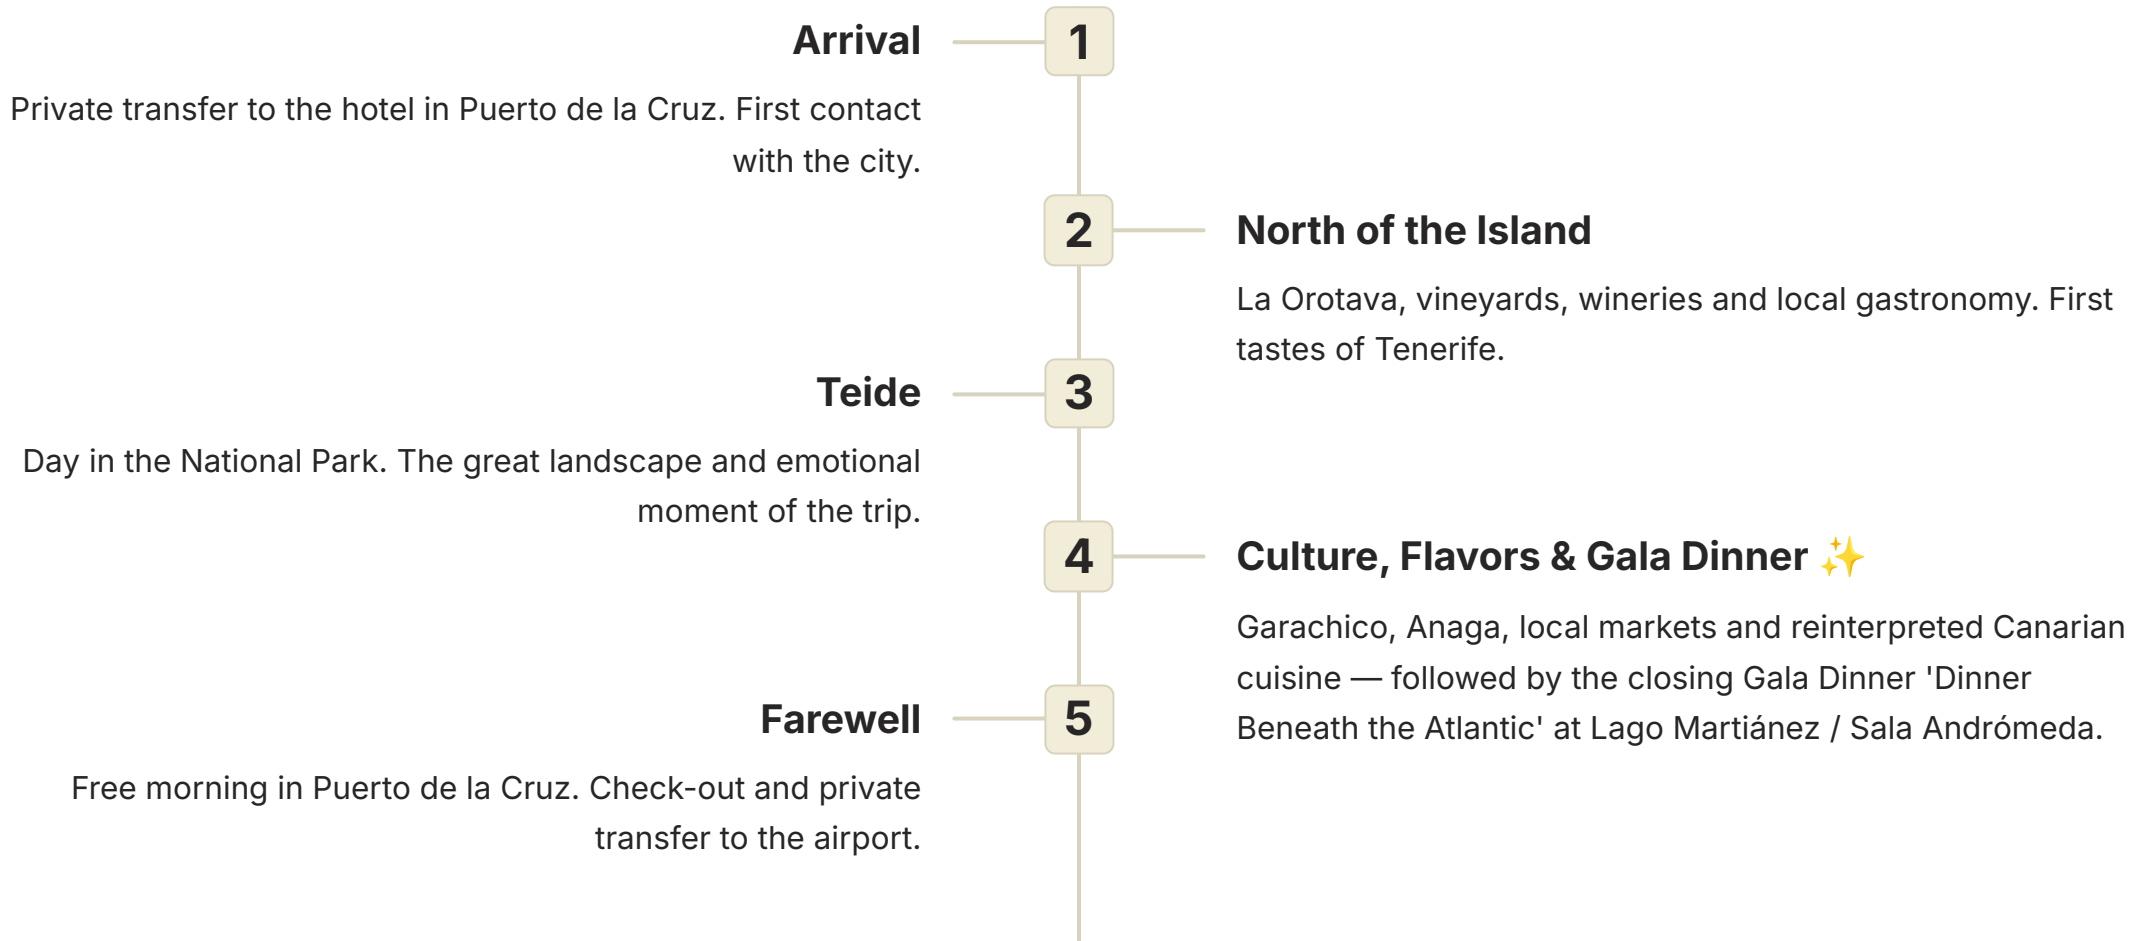 1
Arrival
Private transfer to the hotel in Puerto de la Cruz. First contact
with the city.
2
North of the Island
La Orotava, vineyards, wineries and local gastronomy. First
tastes of Tenerife.
3
Teide
Day in the National Park. The great landscape and emotional
moment of the trip.
4
Culture, Flavors & Gala Dinner ✨
Garachico, Anaga, local markets and reinterpreted Canarian
cuisine — followed by the closing Gala Dinner 'Dinner
Beneath the Atlantic' at Lago Martiánez / Sala Andrómeda.
5
Farewell
Free morning in Puerto de la Cruz. Check-out and private
transfer to the airport.